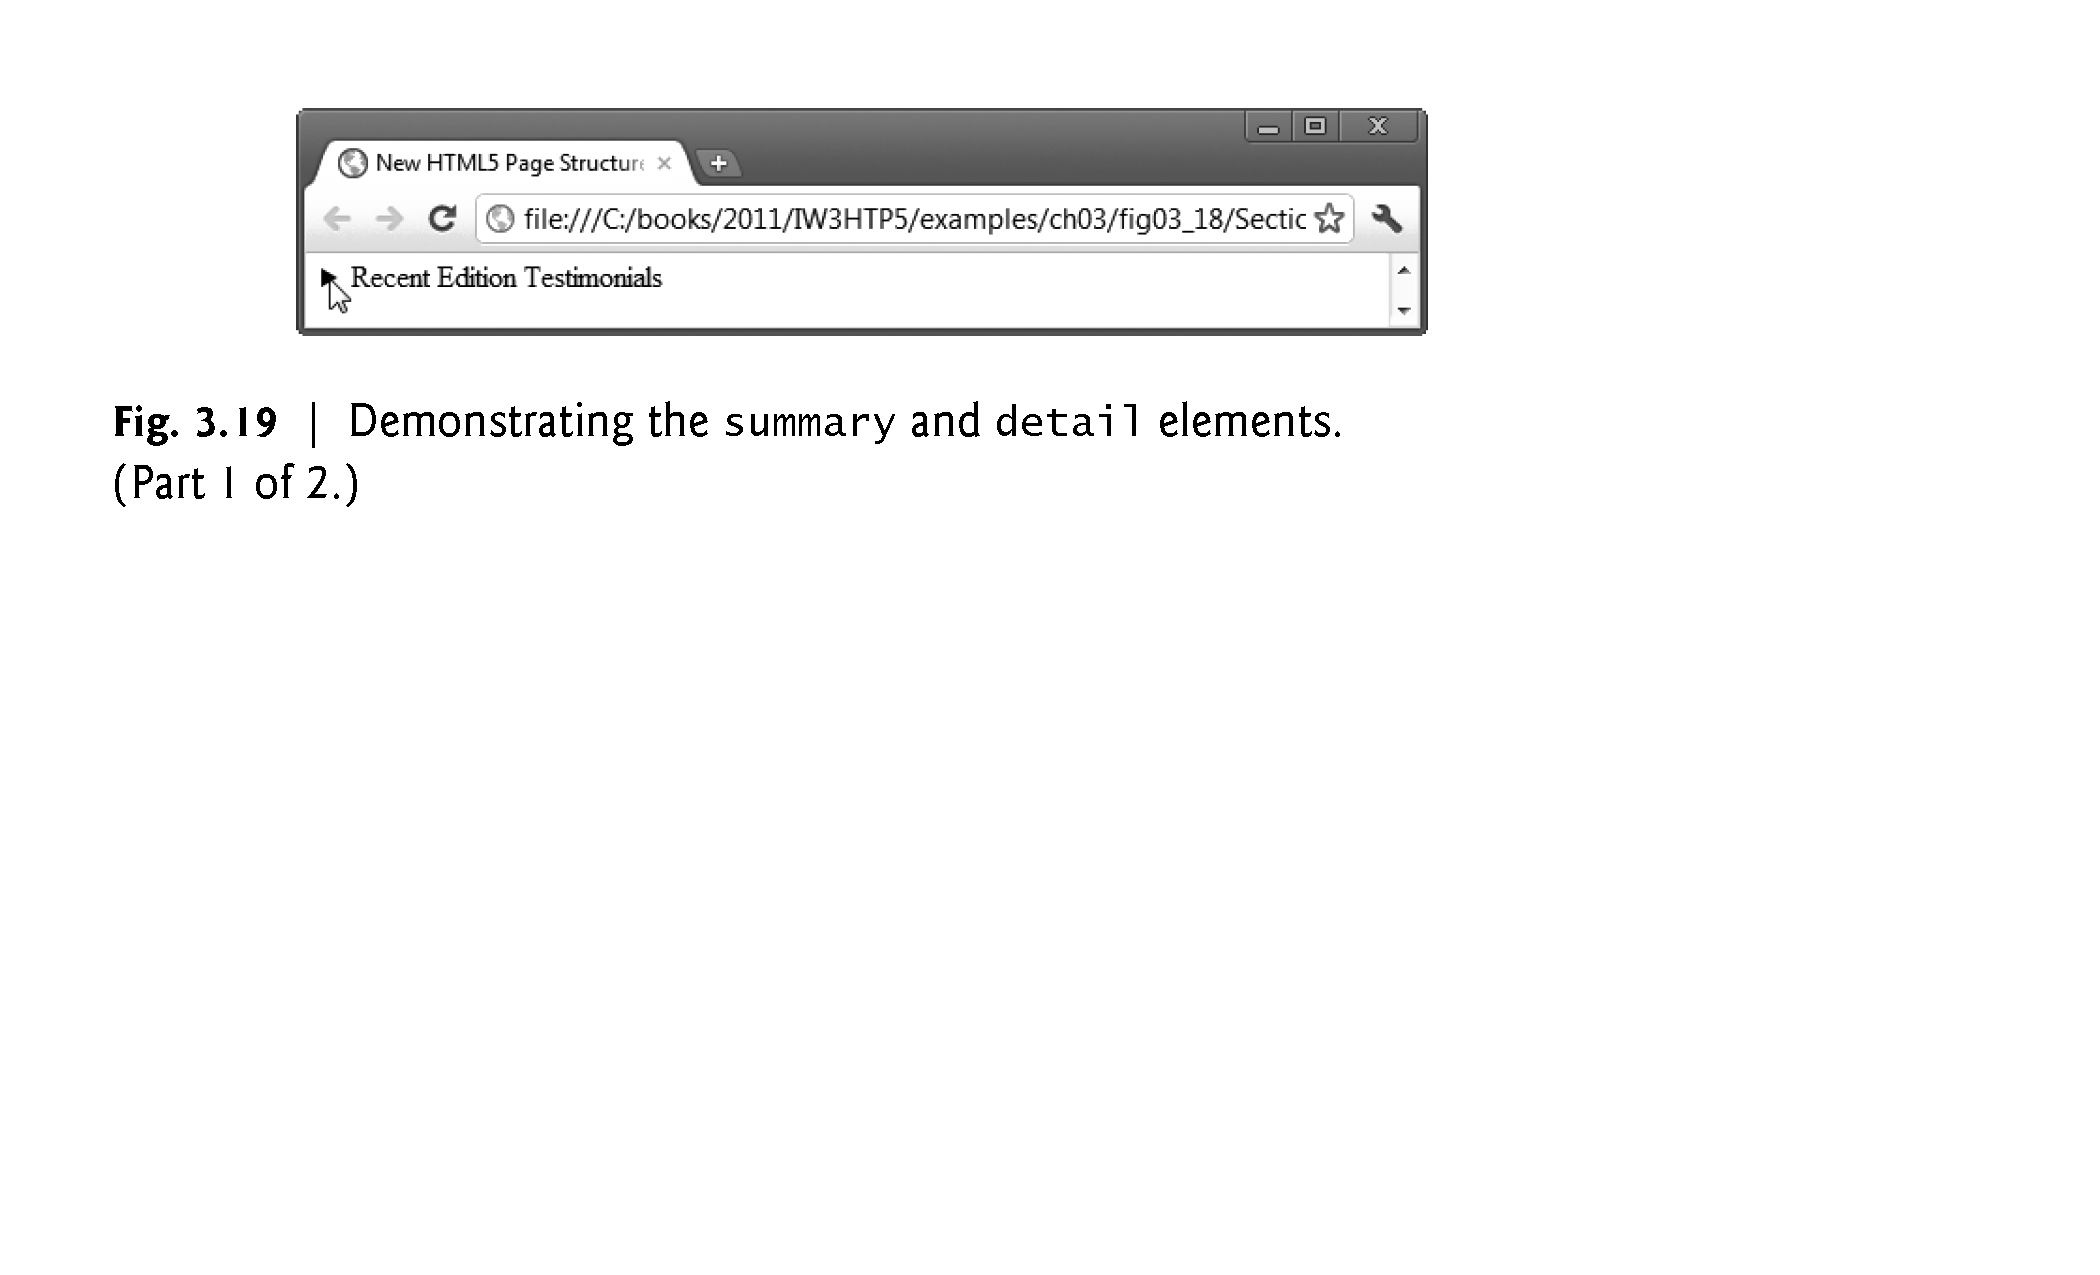 New HTML5 Page Structure
file:///C:/books/2011/IW3HTP5/examples/ch03/fig03_18/Sectic
Recent Edition Testimonials
Fig. 3.19 | Demonstrating the summary and detail elements.
(Part 1 of 2.)